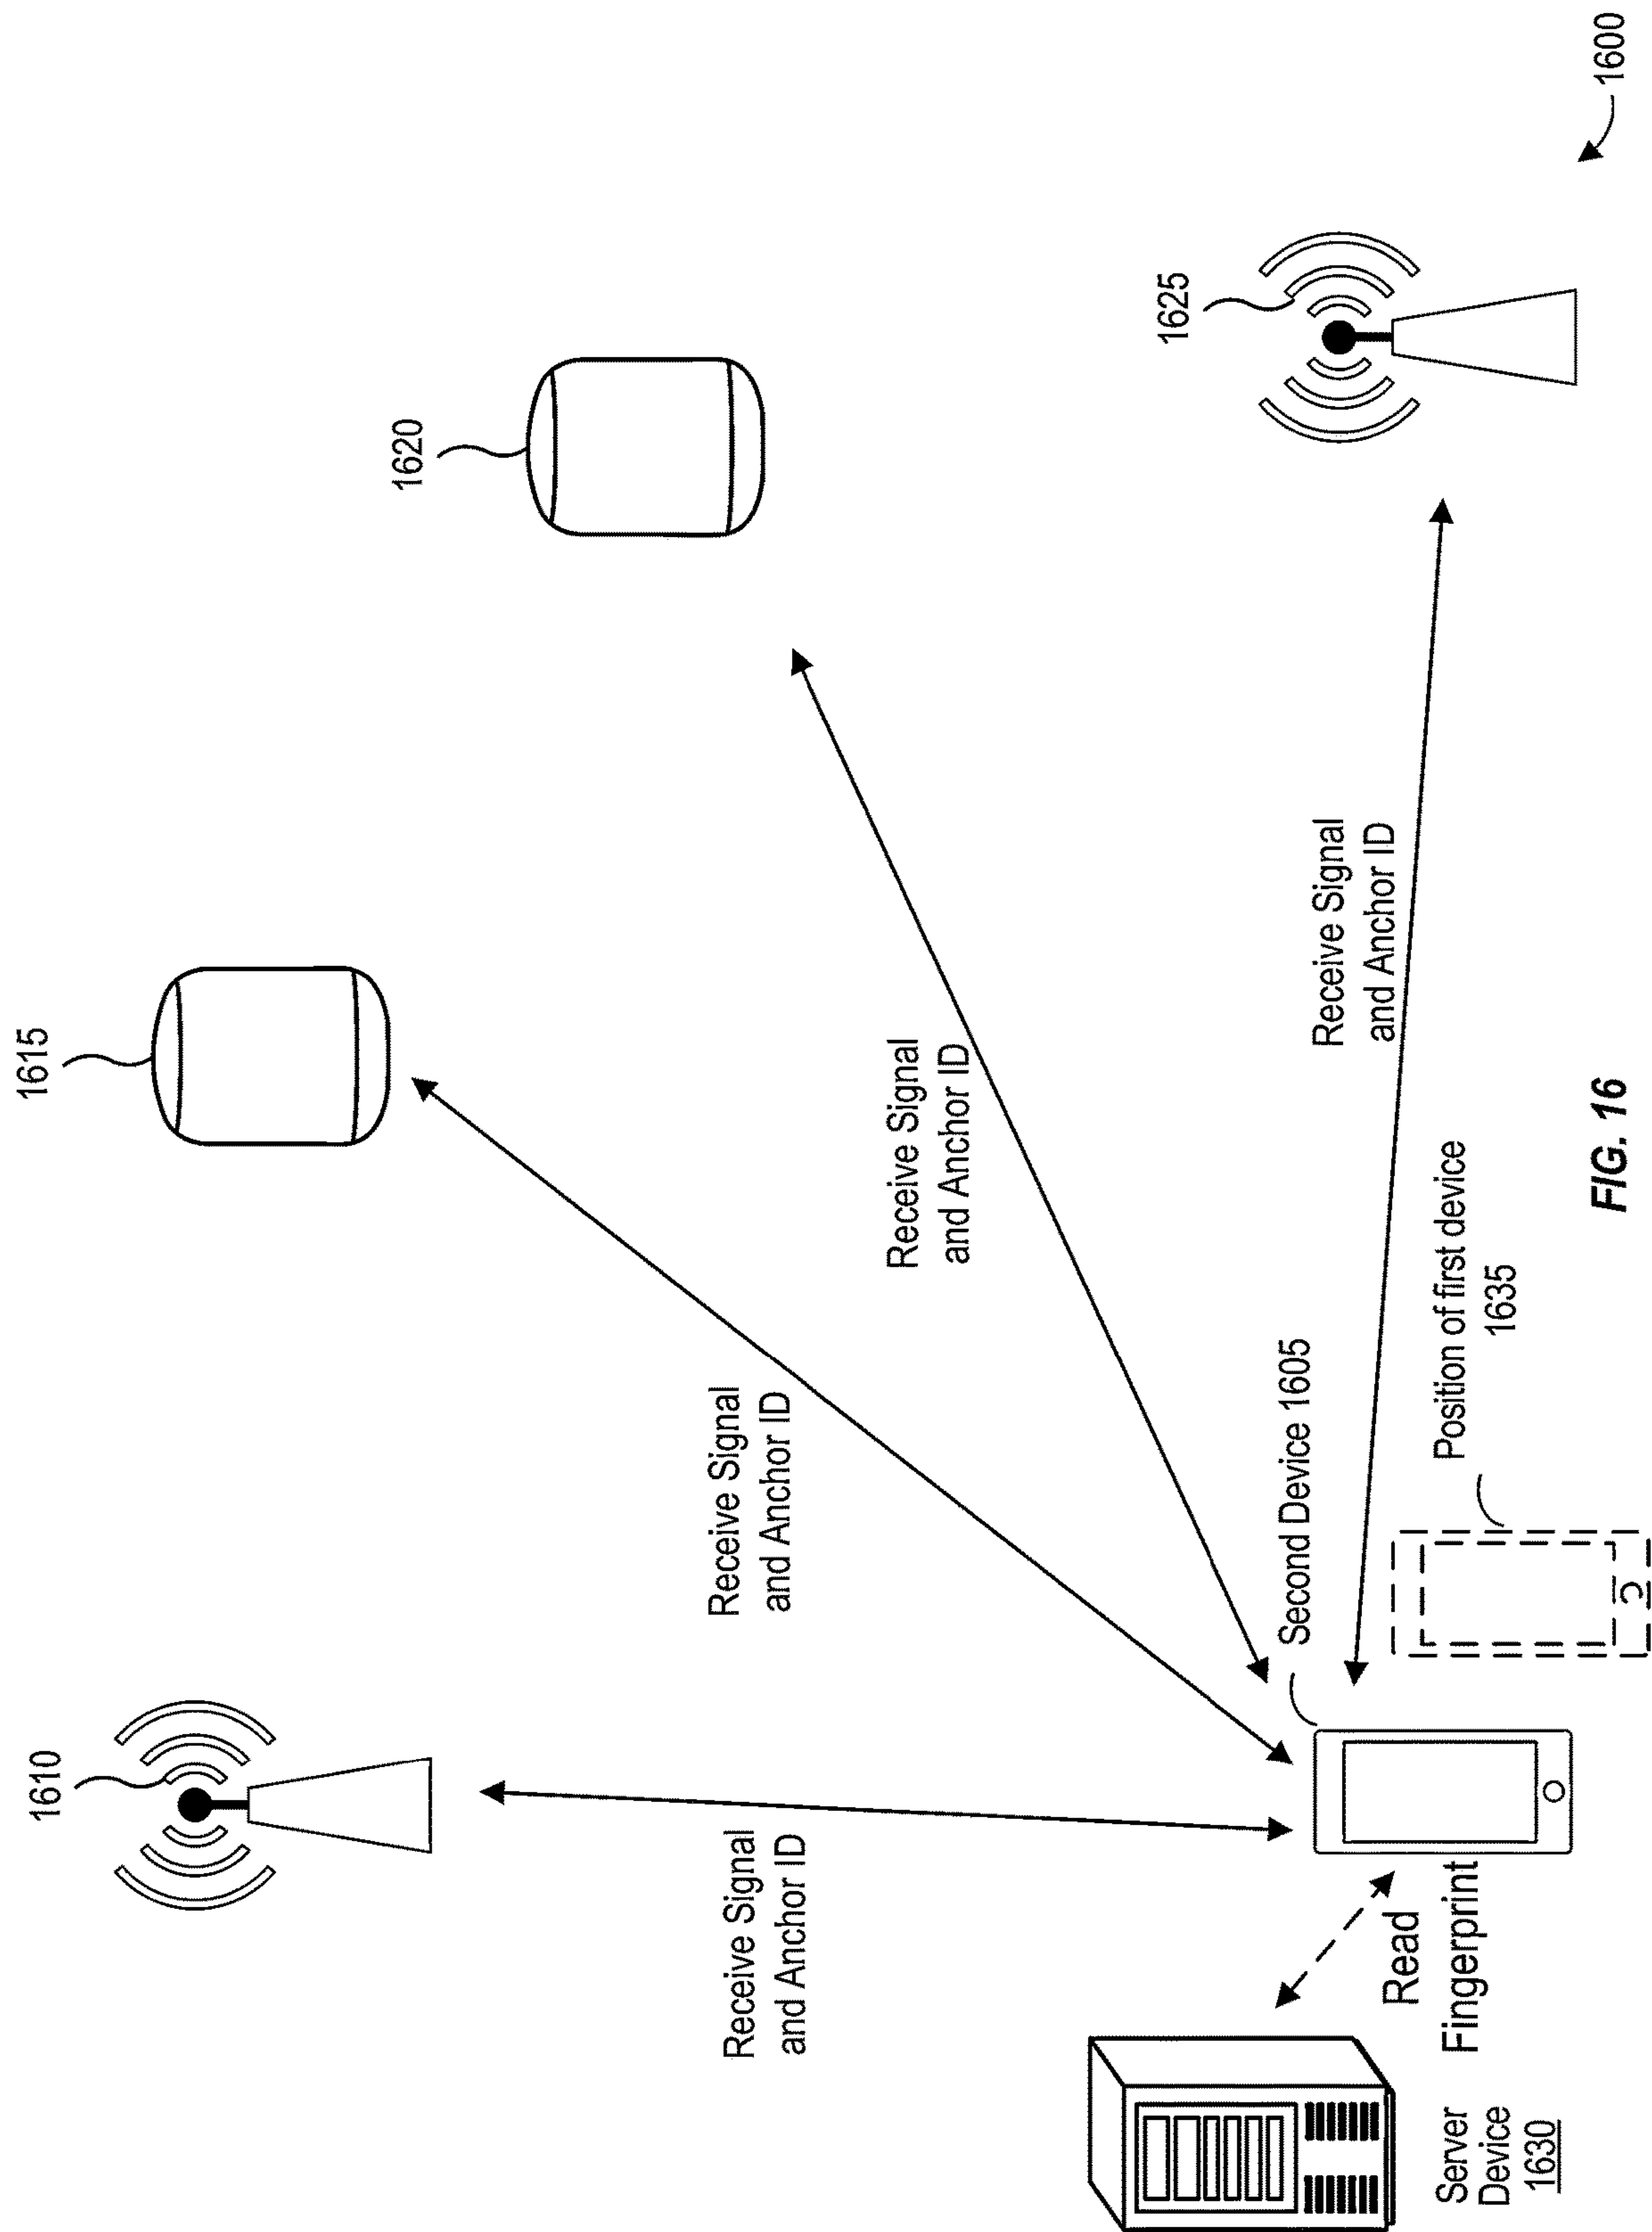 1610
1615
1620
1625
Receive Signal
and Anchor ID
Receive Signal
and Anchor ID
Receive Signal
and Anchor ID
Receive Signal
and Anchor ID
Second Device 1605
Read
Fingerprint
Server
Device
1630
Position of first device
1635
1600
FIG. 16